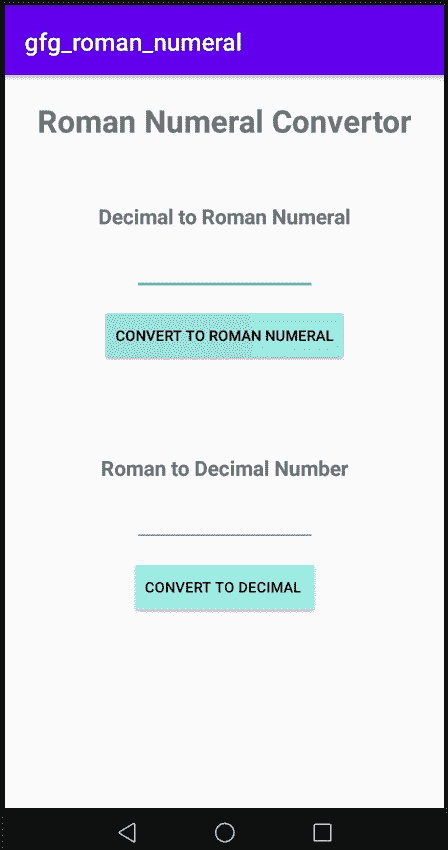 gfg_roman_numeral
Roman Numeral Convertor
Decimal to Roman Numeral
CONVERT TO ROMAN NUMERAL
Roman to Decimal Number
CONVERT TO DECIMAL